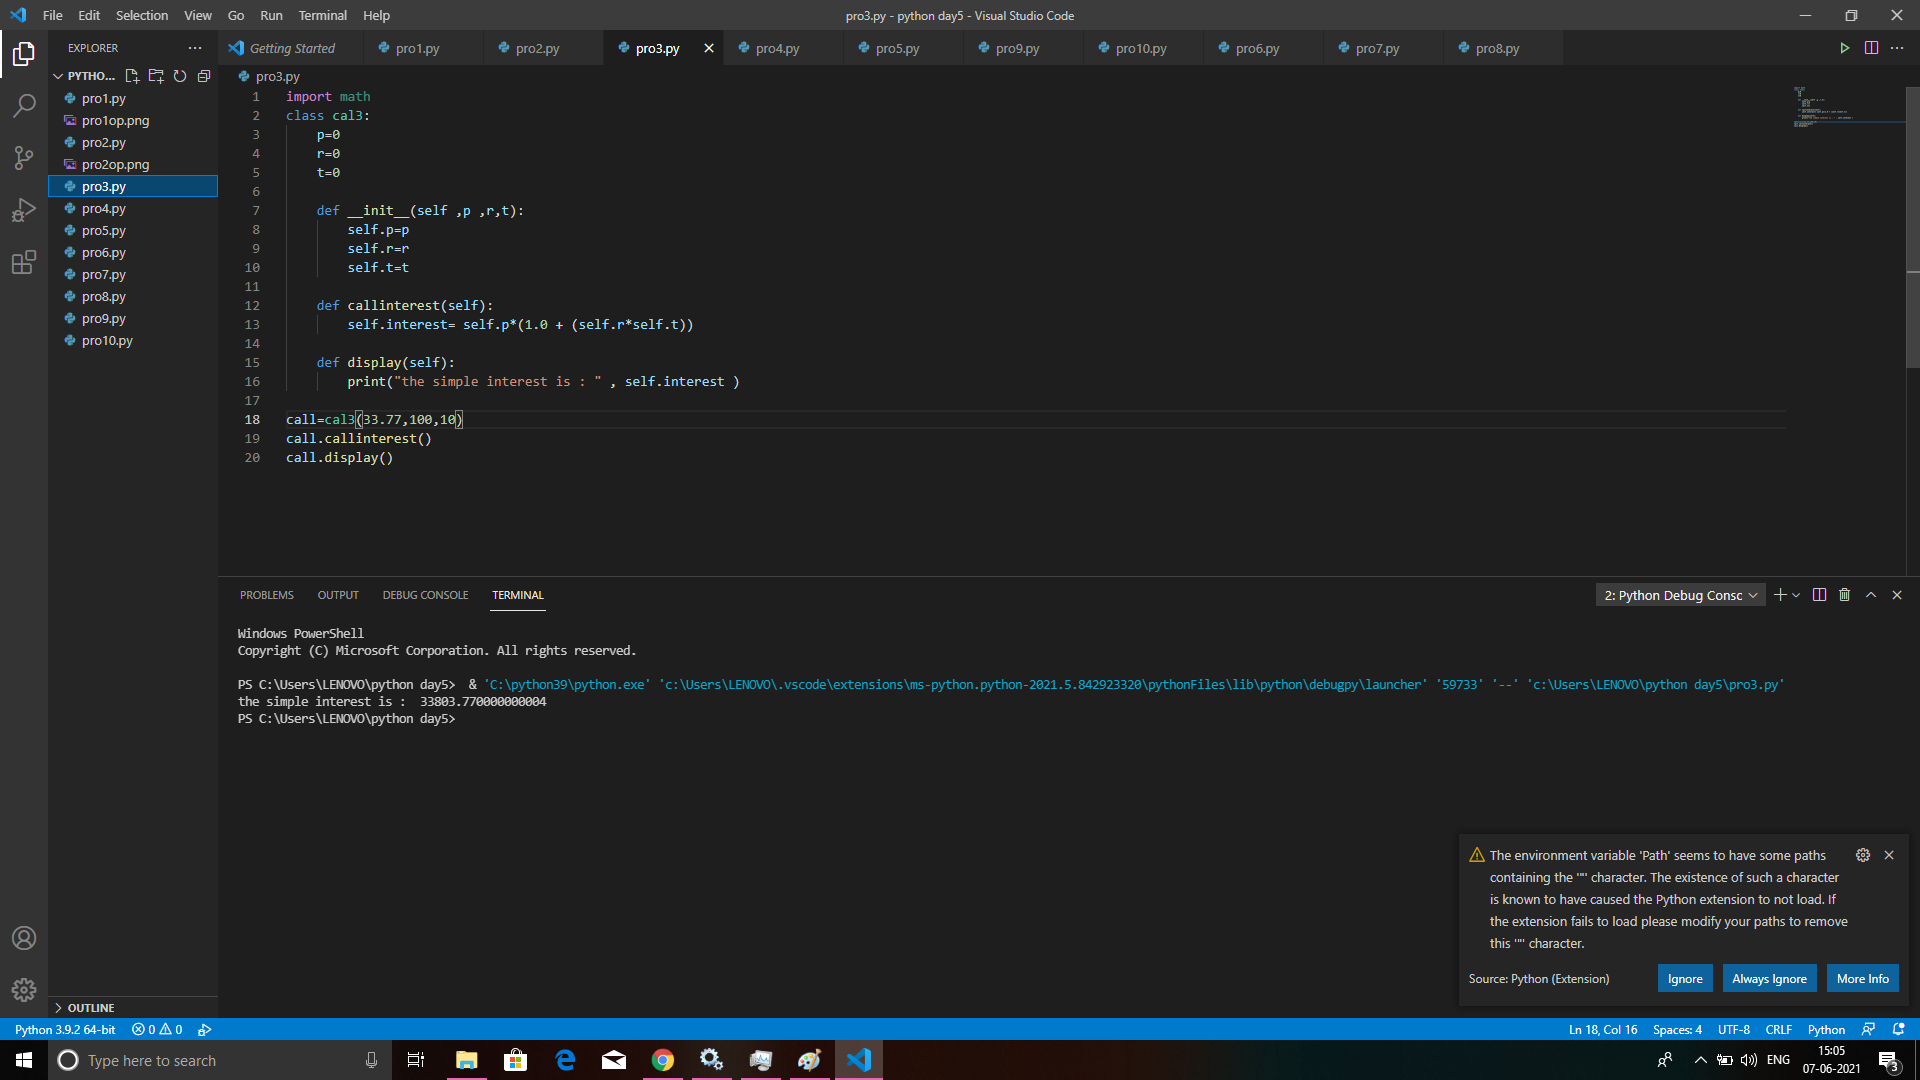 File Edit Selection View Go Run Terminal Help
pro3.py - python day5 - Visual Studio Code
EXPLORER
Getting Started pro1.py pro2.py pro3.py pro4.py pro5.py pro9.py pro10.py pro6.py pro7.py pro8.py
PYTHO...
pro1.py
pro1op.png
pro2.py
pro2op.png
pro3.py
pro4.py
pro5.py
pro6.py
pro7.py
pro8.py
pro9.py
pro10.py
OUTLINE
pro3.py
1 import math
2 class cal3:
3 p=0
4 r=0
5 t=0
6
7 def __init__(self ,p ,r,t):
8 self.p=p
9 self.r=r
10 self.t=t
11
12 def callinterest(self):
13 self.interest= self.p*(1.0 + (self.r*self.t))
14
15 def display(self):
16 print("the simple interest is : " , self.interest )
17
18 call=cal3(33.77,100,10)
19 call.callinterest()
20 call.display()
PROBLEMS OUTPUT DEBUG CONSOLE TERMINAL
2: Python Debug Consc
Windows PowerShell
Copyright (C) Microsoft Corporation. All rights reserved.
PS C:\Users\LENOVO\python day5> & 'C:\python39\python.exe' 'c:\Users\LENOVO\.vscode\extensions\ms-python.python-2021.5.842923320\pythonFiles\lib\python\debugpy\launcher' '59733' '--' 'c:\Users\LENOVO\python day5\pro3.py'
the simple interest is : 33803.770000000004
PS C:\Users\LENOVO\python day5>
The environment variable 'Path' seems to have some paths
containing the '"' character. The existence of such a character
is known to have caused the Python extension to not load. If
the extension fails to load please modify your paths to remove
this '"' character.
Source: Python (Extension)
Ignore Always Ignore More Info
Python 3.9.2 64-bit 0 0
Ln 18, Col 16 Spaces: 4 UTF-8 CRLF Python
Type here to search
ENG
15:05
07-06-2021
3